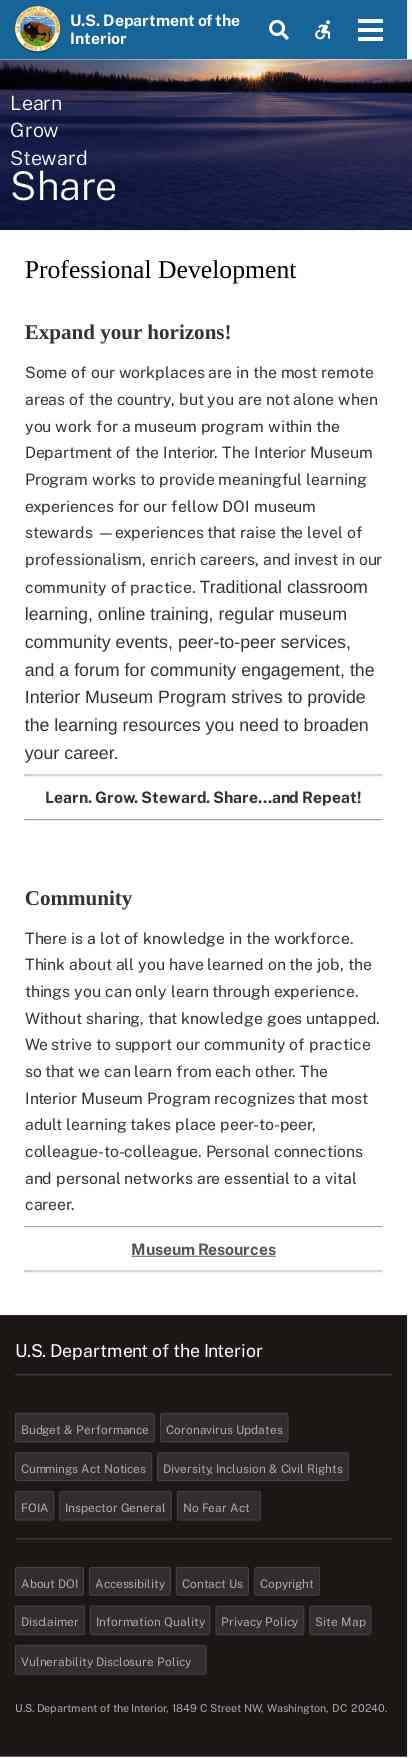 U.S. Department of the
Interior
Learn
Grow
Steward
Share
Professional Development
Expand your horizons!
Some of our workplaces are in the most remote
areas of the country, but you are not alone when
you work for a museum program within the
Department of the Interior. The Interior Museum
Program works to provide meaningful learning
experiences for our fellow DOI museum
stewards —experiences that raise the level of
professionalism, enrich careers, and invest in our
community of practice. Traditional classroom
learning, online training, regular museum
community events, peer-to-peer services,
and a forum for community engagement, the
Interior Museum Program strives to provide
the learning resources you need to broaden
your career.
Learn. Grow. Steward. Share...and Repeat!
Community
There is a lot of knowledge in the workforce.
Think about all you have learned on the job, the
things you can only learn through experience.
Without sharing, that knowledge goes untapped.
We strive to support our community of practice
so that we can learn from each other. The
Interior Museum Program recognizes that most
adult learning takes place peer-to-peer,
colleague-to-colleague. Personal connections
and personal networks are essential to a vital
career.
Museum Resources
U.S. Department of the Interior
Budget & Performance Coronavirus Updates
Cummings Act Notices Diversity, Inclusion & Civil Rights
FOIA Inspector General No Fear Act
About DOI Accessibility Contact Us Copyright
Disclaimer Information Quality Privacy Policy Site Map
Vulnerability Disclosure Policy
U.S. Department of the Interior, 1849 C Street NW, Washington, DC 20240.